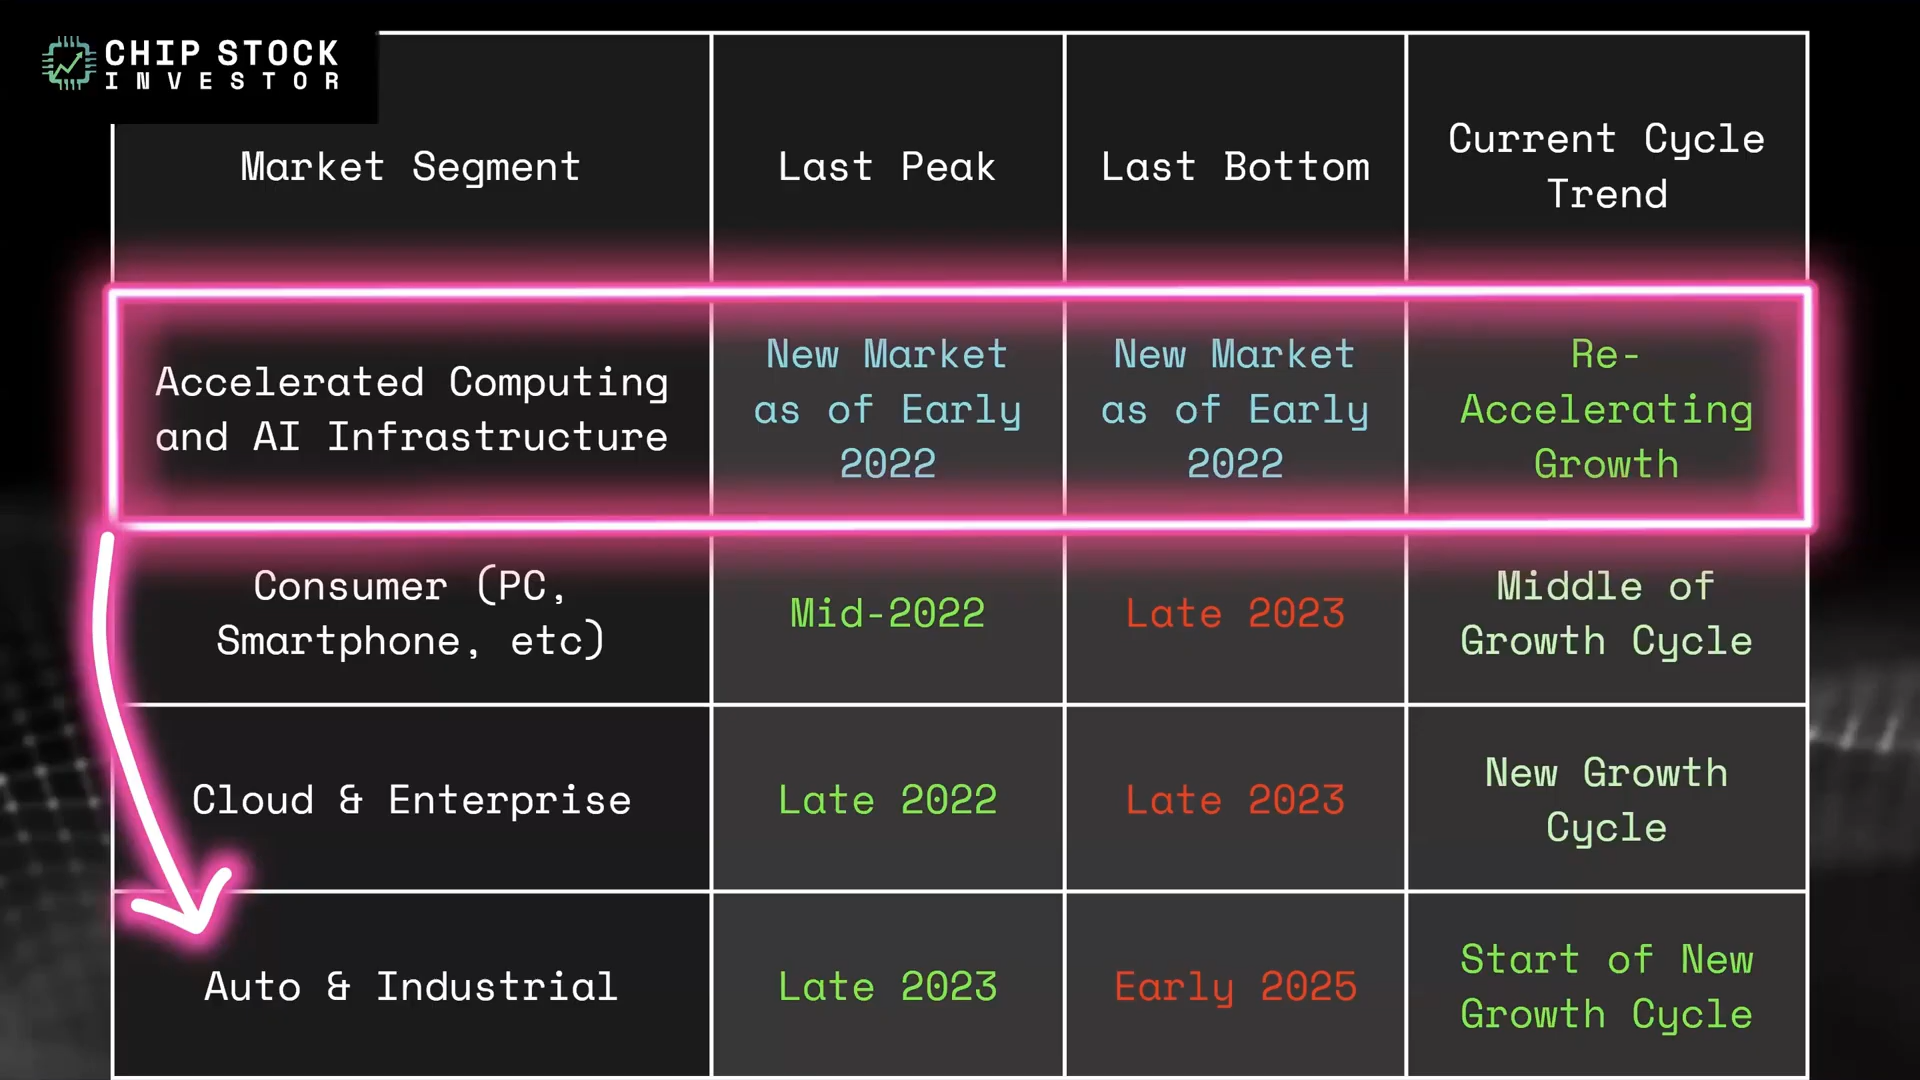 CHIP STOCK
INVESTOR
Market Segment
Last Peak
Last Bottom
Current Cycle
Trend
Accelerated Computing
and AI Infrastructure
New Market
as of Early
2022
New Market
as of Early
2022
Re-
Accelerating
Growth
Consumer (PC,
Smartphone, etc)
Mid-2022
Late 2023
Middle of
Growth Cycle
Cloud & Enterprise
Late 2022
Late 2023
New Growth
Cycle
Auto & Industrial
Late 2023
Early 2025
Start of New
Growth Cycle